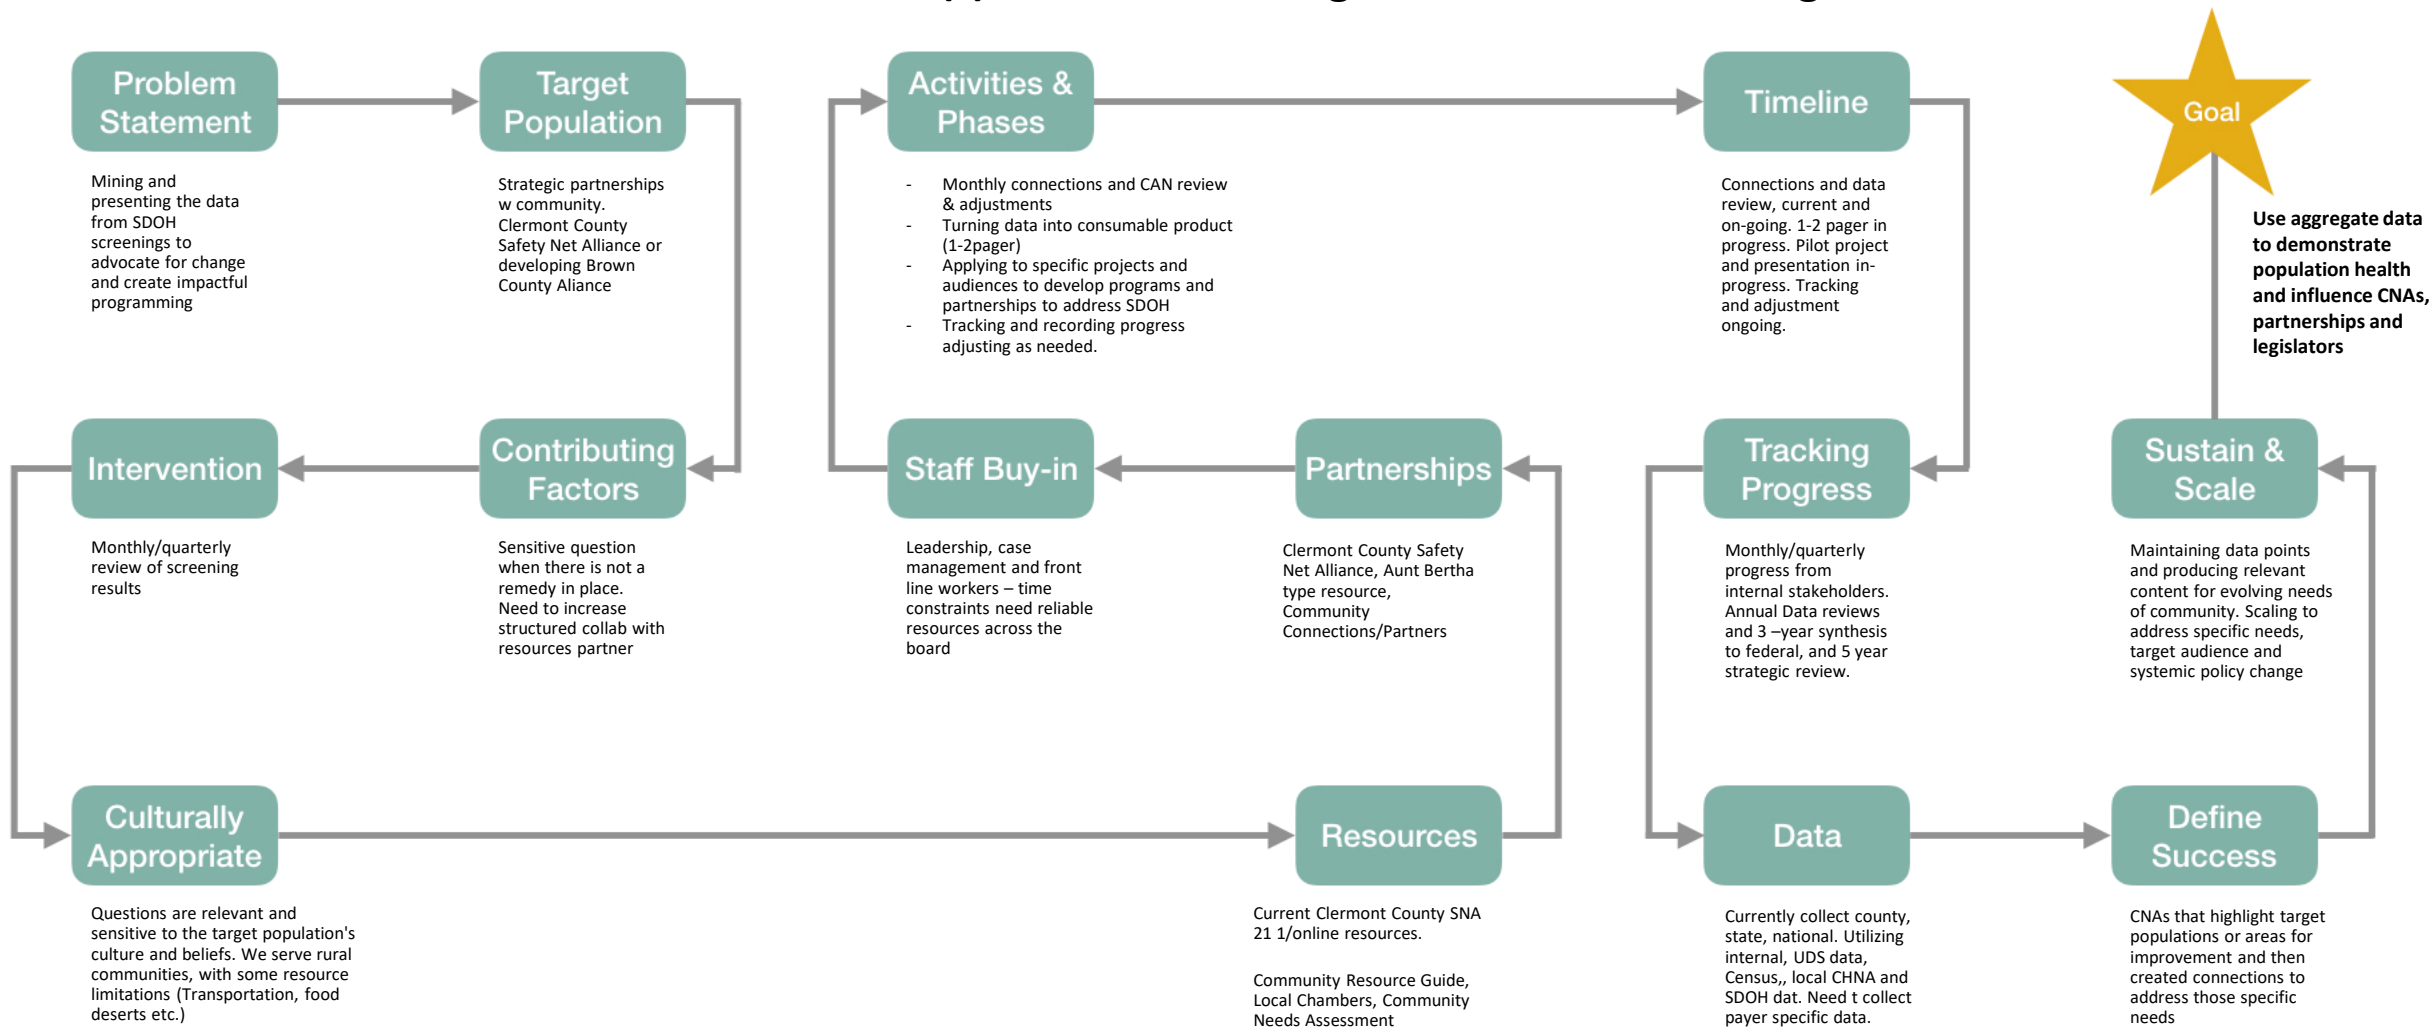 Problem
Statement
Mining and
presenting the data
from SDOH
screenings to
advocate for change
and create impactful
programming
Target
Population
Strategic partnerships
w community.
Clermont County
Safety Net Alliance or
developing Brown
County Aliance
Contributing
Factors
Sensitive question
when there is not a
remedy in place.
Need to increase
structured collab with
resources partner
Intervention
Monthly/quarterly
review of screening
results
Culturally
Appropriate
Questions are relevant and
sensitive to the target population's
culture and beliefs. We serve rural
communities, with some resource
limitations (Transportation, food
deserts etc.)
Resources
Current Clermont County SNA
21 1/online resources.
Community Resource Guide,
Local Chambers, Community
Needs Assessment
Partnerships
Clermont County Safety
Net Alliance, Aunt Bertha
type resource,
Community
Connections/Partners
Staff Buy-in
Leadership, case
management and front
line workers – time
constraints need reliable
resources across the
board
Activities &
Phases
- Monthly connections and CAN review
& adjustments
- Turning data into consumable product
(1-2pager)
- Applying to specific projects and
audiences to develop programs and
partnerships to address SDOH
- Tracking and recording progress
adjusting as needed.
Timeline
Connections and data
review, current and
on-going. 1-2 pager in
progress. Pilot project
and presentation in-
progress. Tracking
and adjustment
ongoing.
Tracking
Progress
Monthly/quarterly
progress from
internal stakeholders.
Annual Data reviews
and 3 –year synthesis
to federal, and 5 year
strategic review.
Data
Currently collect county,
state, national. Utilizing
internal, UDS data,
Census,, local CHNA and
SDOH dat. Need t collect
payer specific data.
Define
Success
CNAs that highlight target
populations or areas for
improvement and then
created connections to
address those specific
needs
Sustain &
Scale
Maintaining data points
and producing relevant
content for evolving needs
of community. Scaling to
address specific needs,
target audience and
systemic policy change
Goal
Use aggregate data
to demonstrate
population health
and influence CNAs,
partnerships and
legislators